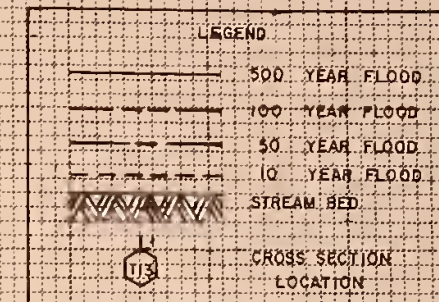 LEGEND
500 YEAR FLOOD
100 YEAR FLOOD
50 YEAR FLOOD
10 YEAR FLOOD
STREAM BED
CROSS SECTION
LOCATION